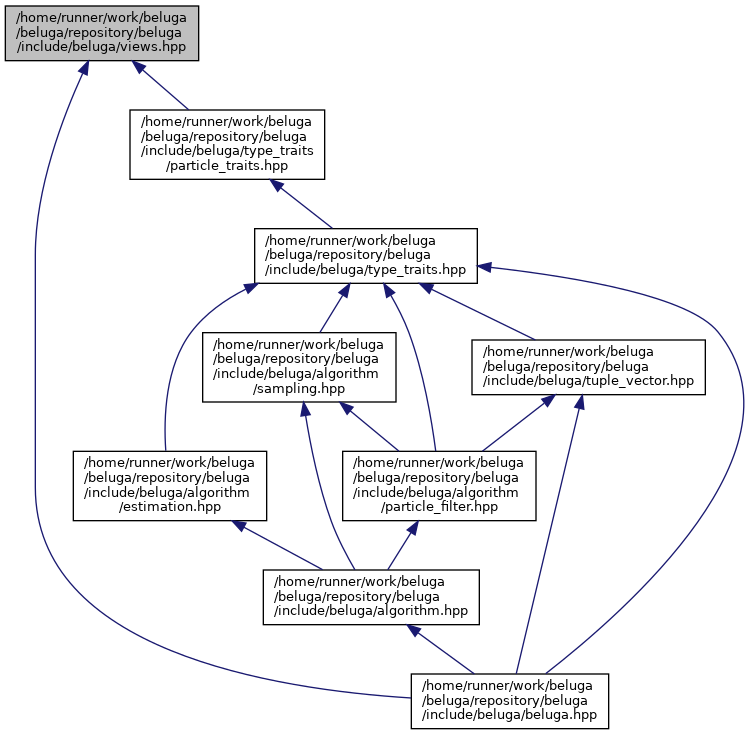 /home/runner/work/beluga
/beluga/repository/beluga
/include/beluga/views.hpp
/home/runner/work/beluga
/beluga/repository/beluga
/include/beluga/type_traits
/particle_traits.hpp
/home/runner/work/beluga
/beluga/repository/beluga
/include/beluga/type_traits.hpp
/home/runner/work/beluga
/beluga/repository/beluga
/include/beluga/algorithm
/sampling.hpp
/home/runner/work/beluga
/beluga/repository/beluga
/include/beluga/tuple_vector.hpp
/home/runner/work/beluga
/beluga/repository/beluga
/include/beluga/algorithm
/estimation.hpp
/home/runner/work/beluga
/beluga/repository/beluga
/include/beluga/algorithm
/particle_filter.hpp
/home/runner/work/beluga
/beluga/repository/beluga
/include/beluga/algorithm.hpp
/home/runner/work/beluga
/beluga/repository/beluga
/include/beluga/beluga.hpp